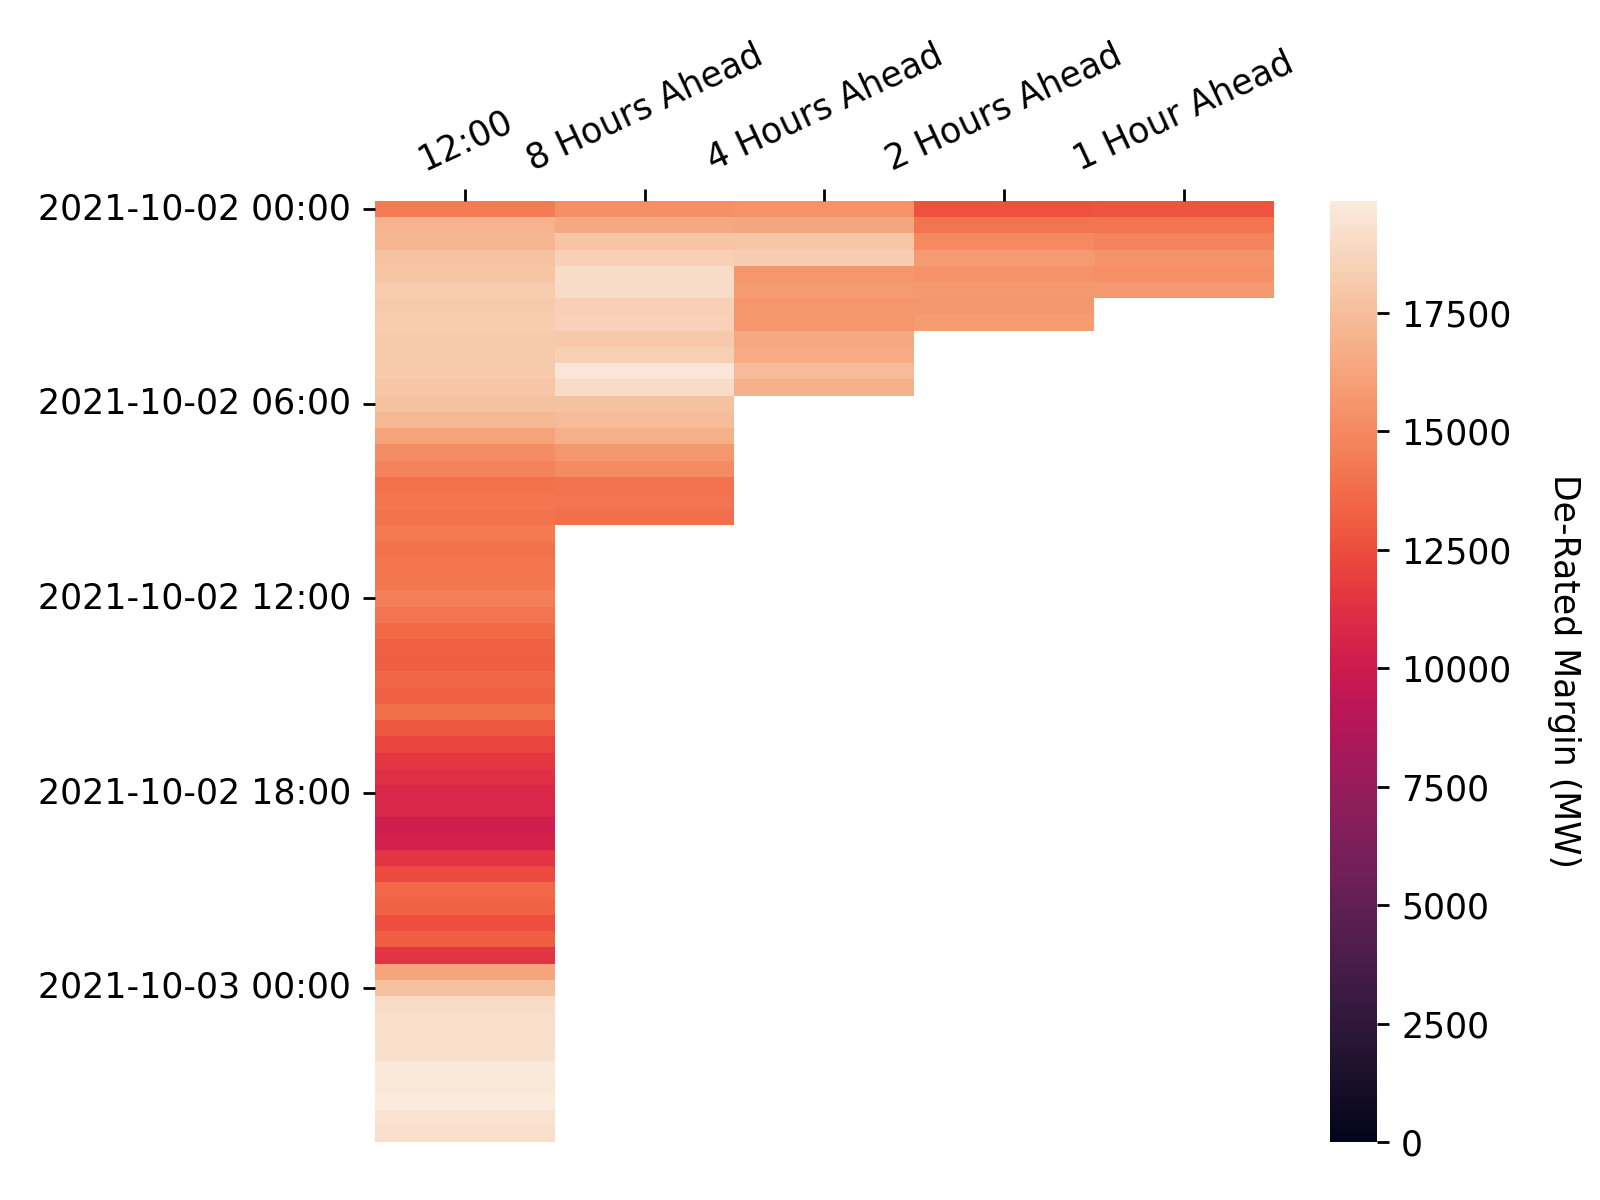 12:00
8 Hours Ahead
4 Hours Ahead
2 Hours Ahead
1 Hour Ahead
2021-10-02 00:00
2021-10-02 06:00
2021-10-02 12:00
2021-10-02 18:00
2021-10-03 00:00
17500
15000
12500
10000
7500
5000
2500
0
De-Rated Margin (MW)